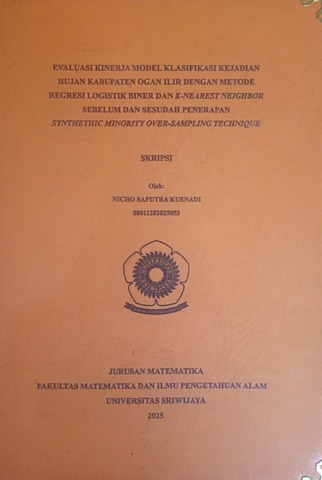 EVALUASI KINERJA MODEL KLASIFIKASI KEJADIAN
HUJAN KABUPATEN OGAN ILIR DENGAN METODE
REGRESI LOGISTIK BINER DAN K-NEAREST NEIGHBOR
SEBELUM DAN SESUDAH PENERAPAN
SYNTHETHIC MINORITY OVER-SAMPLING TECHNIQUE
SKRIPSI
Oleh:
NICHO SAPUTRA KUSNADI
08011282025053
JURUSAN MATEMATIKA
FAKULTAS MATEMATIKA DAN ILMU PENGETAHUAN ALAM
UNIVERSITAS SRIWIJAYA
2025